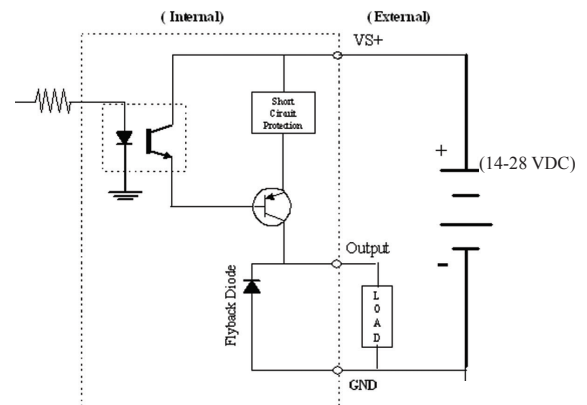 ( Internal)
( External)
VS+
Short
Circuit
Protection
+
(14-28 VDC)
Output
-
Flyback Diode
L
O
A
D
GND